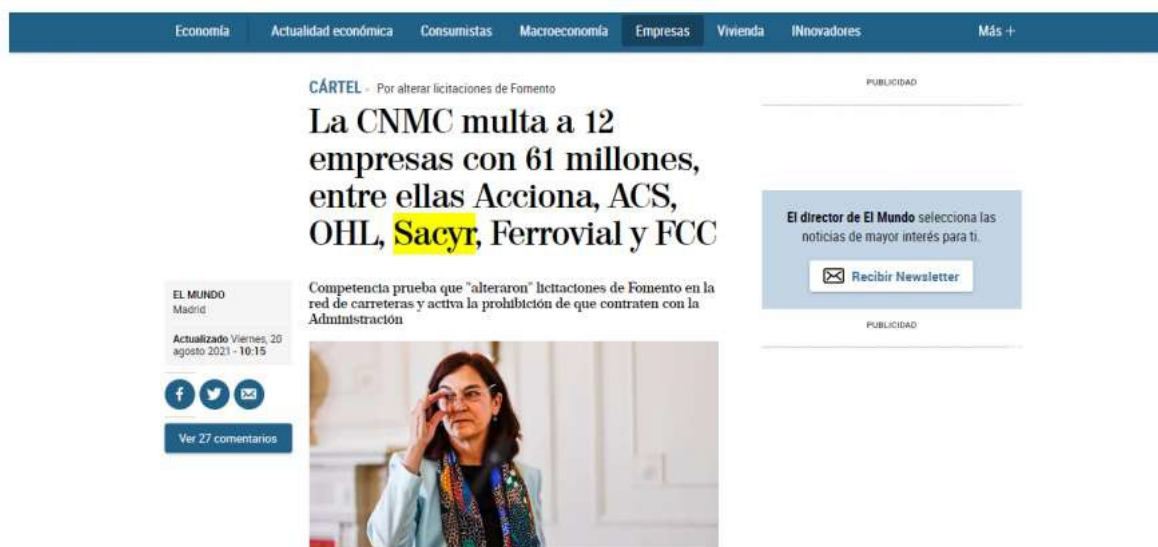 Economía Actualidad económica Consumistas Macroeconomía Empresas Vivienda INnovadores Más +
CÁRTEL - Por alterar licitaciones de Fomento
La CNMC multa a 12
empresas con 61 millones,
entre ellas Acciona, ACS,
OHL, Sacyr, Ferrovial y FCC
Competencia prueba que "alteraron" licitaciones de Fomento en la
red de carreteras y activa la prohibición de que contraten con la
Administración
EL MUNDO
Madrid
Actualizado Viernes, 20
agosto 2021 - 10:15
f
Ver 27 comentarios
PUBLICIDAD
El director de El Mundo selecciona las
noticias de mayor interés para ti.
Recibir Newsletter
PUBLICIDAD